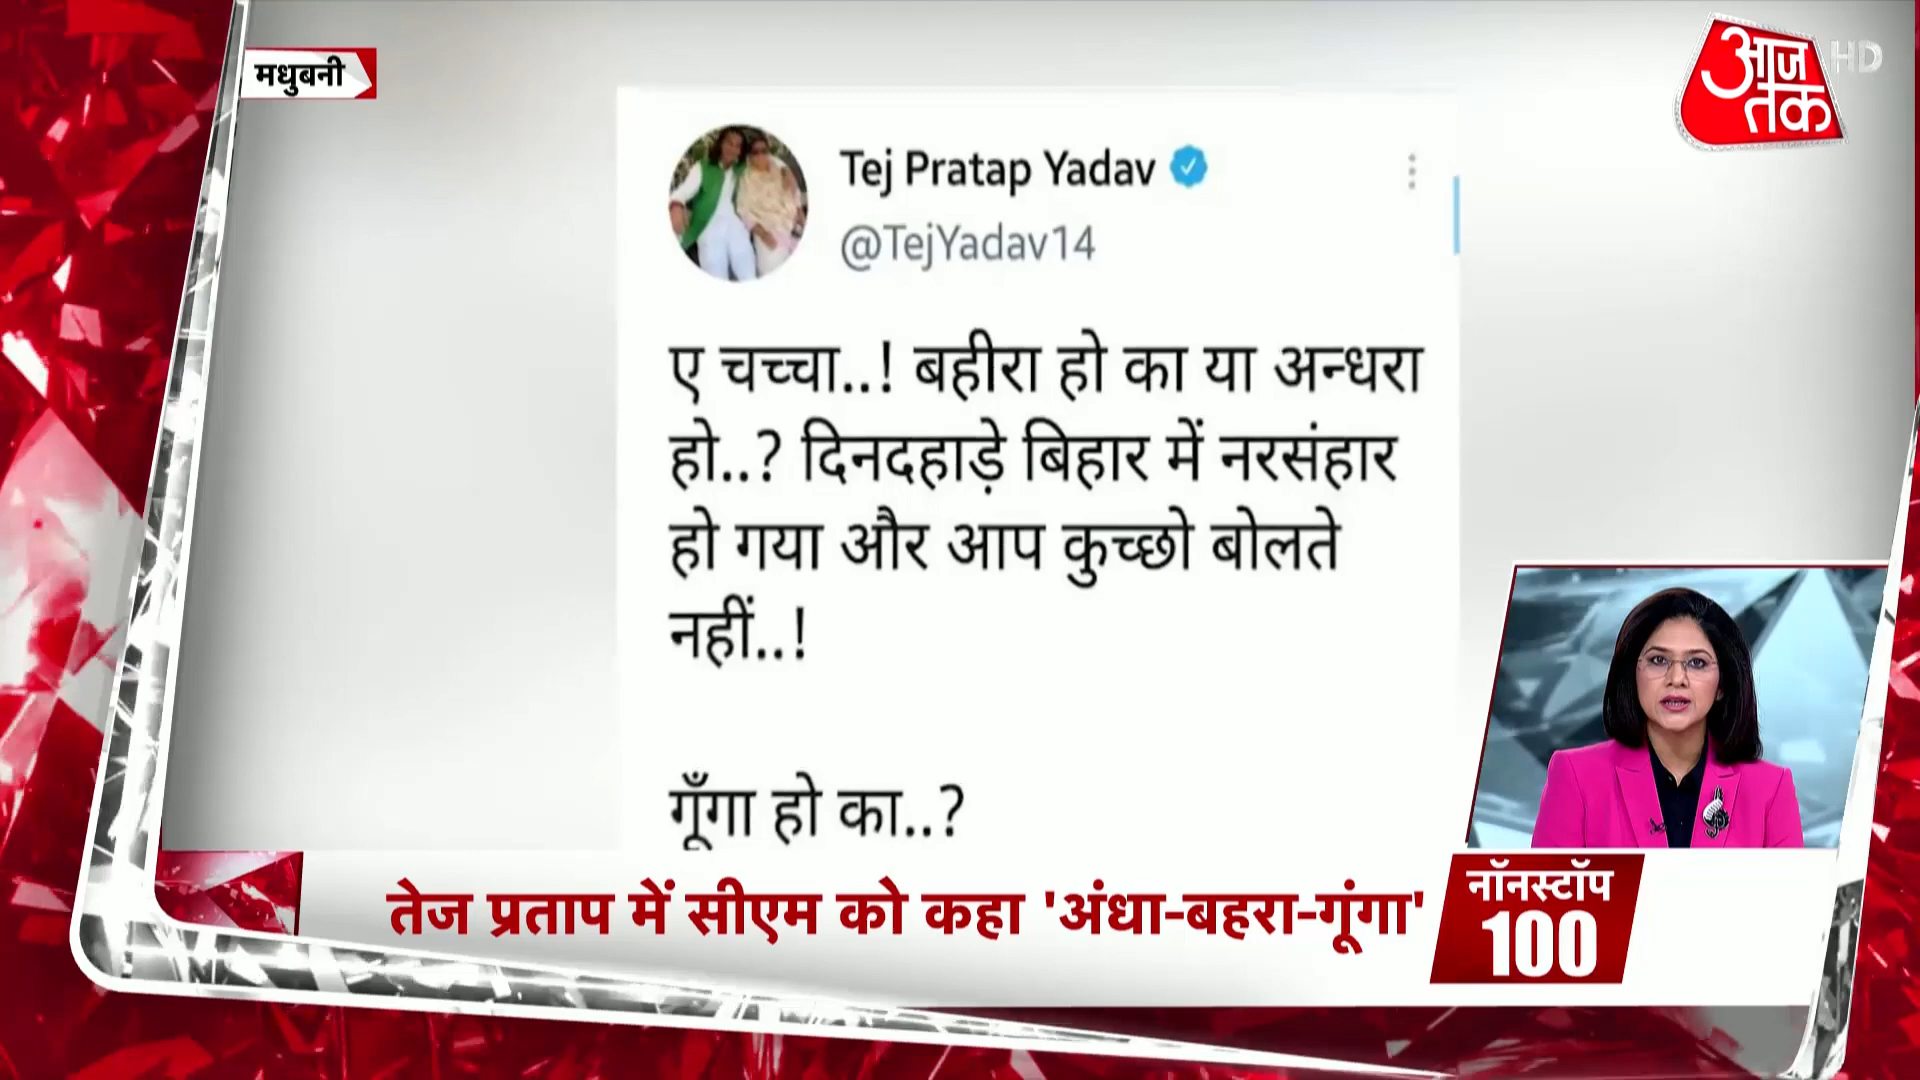 मधुबनी
आज
तक
HD
Tej Pratap Yadav
@TejYadav14
ए चच्चा..! बहीरा हो का या अन्धरा
हो..? दिनदहाड़े बिहार में नरसंहार
हो गया और आप कुच्छो बोलते
नहीं..!
गूँगा हो का..?
तेज प्रताप में सीएम को कहा 'अंधा-बहरा-गूंगा'
नॉनस्टॉप
100